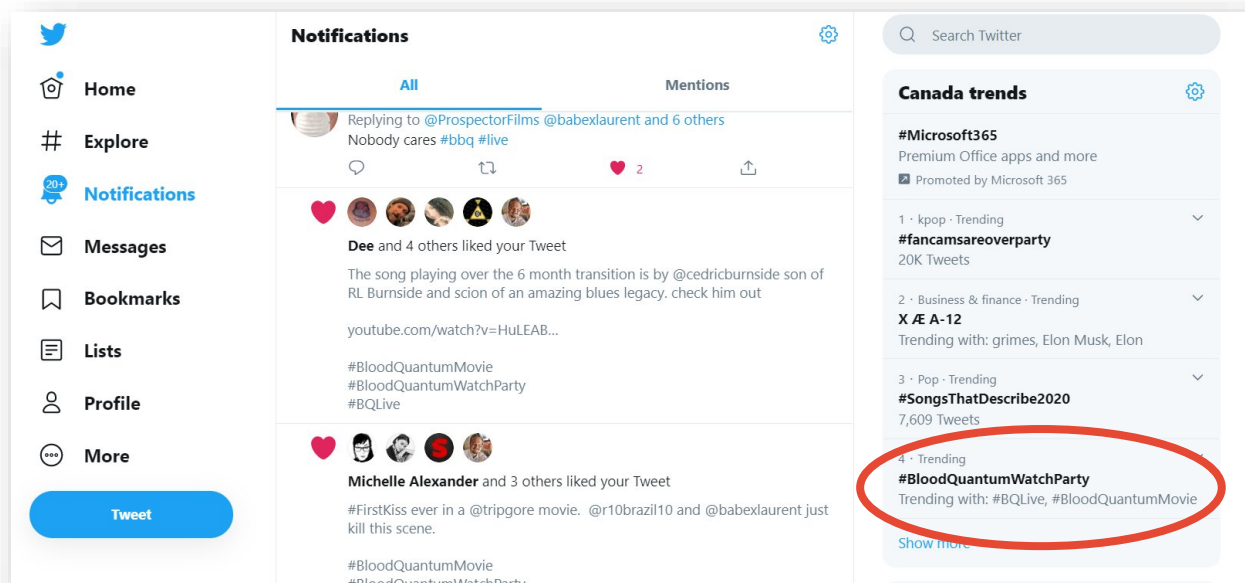 Home
Explore
20+
Notifications
Messages
Bookmarks
Lists
Profile
More
Tweet
Notifications
All
Mentions
Replying to @ProspectorFilms @babexlaurent and 6 others
Nobody cares #bbq #live
2
Dee and 4 others liked your Tweet
The song playing over the 6 month transition is by @cedricburnside son of
RL Burnside and scion of an amazing blues legacy. check him out
youtube.com/watch?v=HuLEAB...
#BloodQuantumMovie
#BloodQuantumWatchParty
#BQLive
S
Michelle Alexander and 3 others liked your Tweet
#FirstKiss ever in a @tripgore movie. @r10brazil10 and @babexlaurent just
kill this scene.
#BloodQuantumMovie
#BloodQuantumWatchParty
Search Twitter
Canada trends
#Microsoft365
Premium Office apps and more
Promoted by Microsoft 365
1 · kpop · Trending
#fancamsareoverparty
20K Tweets
2 · Business & finance · Trending
X Æ A-12
Trending with: grimes, Elon Musk, Elon
3 · Pop · Trending
#SongsThatDescribe2020
7,609 Tweets
4 · Trending
#BloodQuantumWatchParty
Trending with: #BQLive, #BloodQuantumMovie
Show more